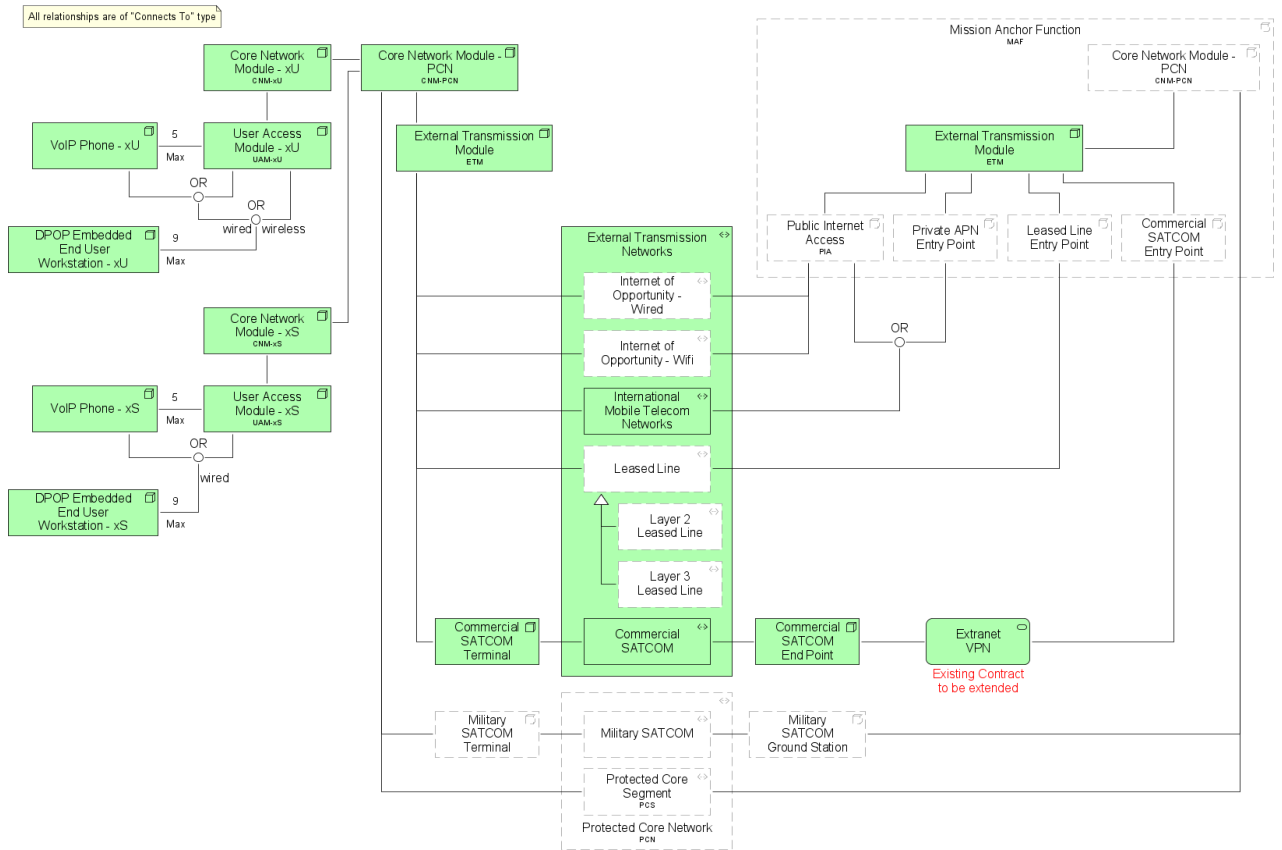 All relationships are of "Connects To" type
Mission Anchor Function
MAF
Core Network
Module - xU
CNM-xU
Core Network Module -
PCN
CNM-PCN
Core Network Module -
PCN
CNM-PCN
VoIP Phone - xU
5
Max
User Access
Module - xU
UAM-xU
External Transmission
Module
ETM
External Transmission
Module
ETM
OR
OR
wired
wireless
DPOP Embedded
End User
Workstation - xU
9
Max
Public Internet
Access
PIA
Private APN
Entry Point
Leased Line
Entry Point
Commercial
SATCOM
Entry Point
External Transmission
Networks
Internet of
Opportunity -
Wired
Core Network
Module - xS
CNM-xS
Internet of
Opportunity - Wifi
OR
VoIP Phone - xS
5
Max
User Access
Module - xS
UAM-xS
International
Mobile Telecom
Networks
OR
wired
Leased Line
DPOP Embedded
End User
Workstation - xS
9
Max
Layer 2
Leased Line
Layer 3
Leased Line
Commercial
SATCOM
Terminal
Commercial
SATCOM
Commercial
SATCOM
End Point
Extranet
VPN
Existing Contract
to be extended
Military
SATCOM
Terminal
Military SATCOM
Military
SATCOM
Ground Station
Protected Core
Segment
PCS
Protected Core Network
PCN